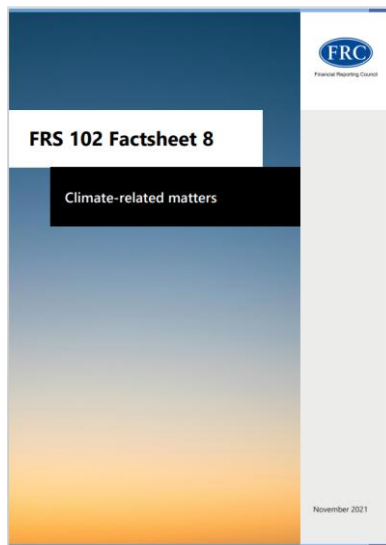 FRC
Financial Reporting Council
FRS 102 Factsheet 8
Climate-related matters
November 2021